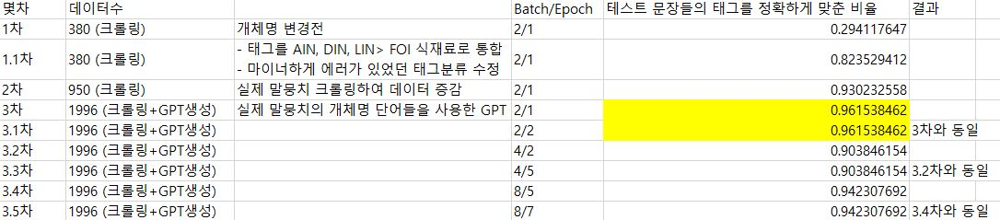 몇차 데이터수 Batch/Epoch 테스트 문장들의 태그를 정확하게 맞춘 비율 결과
1차 380 (크롤링) 개체명 변경전 2/1 0.294117647
1.1차 380 (크롤링) - 태그를 AIN, DIN, LIN> FOI 식재료로 통합 2/1 0.823529412
- 마이너하게 에러가 있었던 태그분류 수정
2차 950 (크롤링) 실제 말뭉치 크롤링하여 데이터 증감 2/1 0.930232558
3차 1996 (크롤링+GPT생성) 실제 말뭉치의 개체명 단어들을 사용한 GPT 2/1 0.961538462
3.1차 1996 (크롤링+GPT생성) 2/2 0.961538462 3차와 동일
3.2차 1996 (크롤링+GPT생성) 4/2 0.903846154
3.3차 1996 (크롤링+GPT생성) 4/5 0.903846154 3.2차와 동일
3.4차 1996 (크롤링+GPT생성) 8/5 0.942307692
3.5차 1996 (크롤링+GPT생성) 8/7 0.942307692 3.4차와 동일